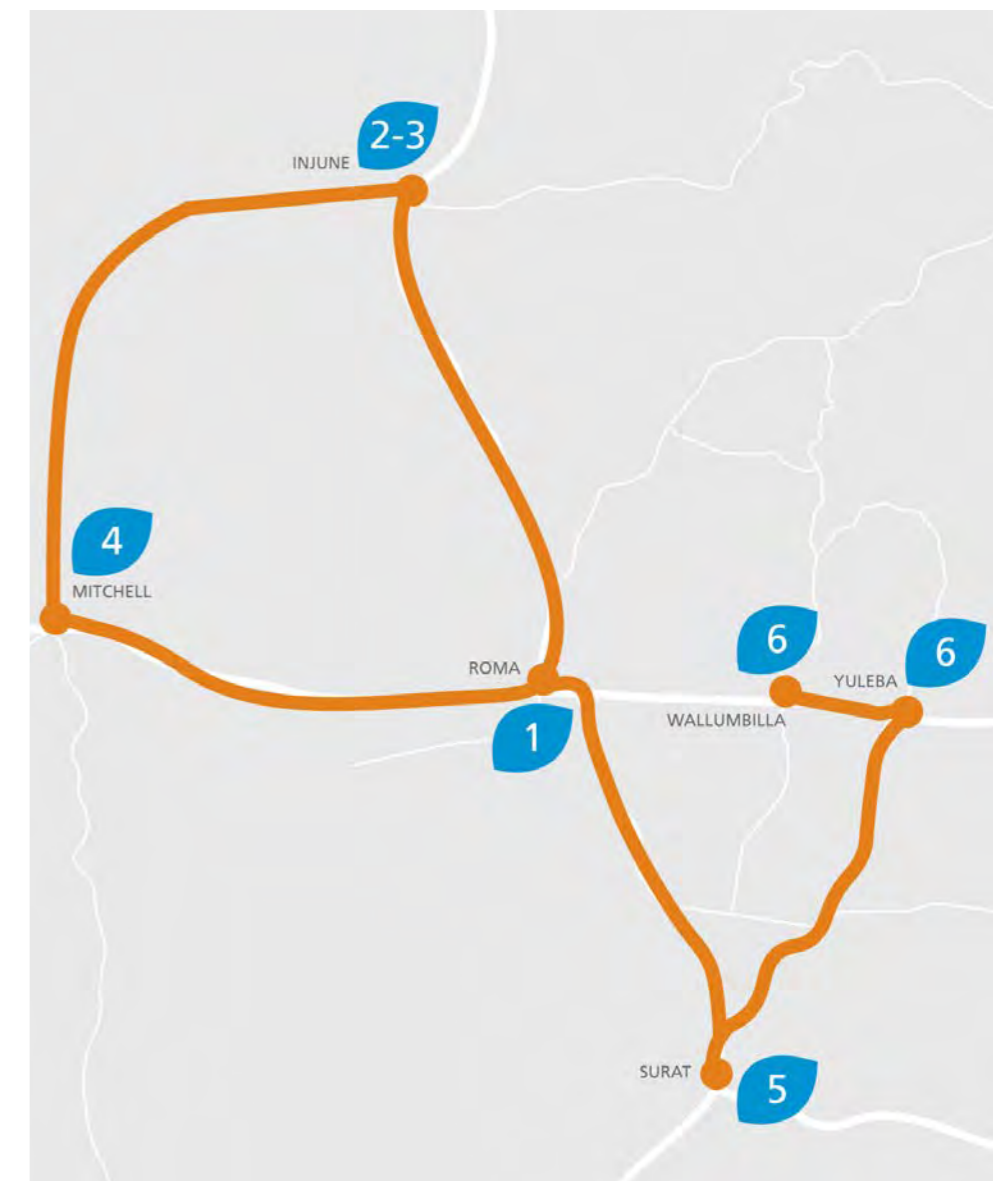 2-3
INJUNE
4
MITCHELL
ROMA
1
6
WALLUMBILLA
YULEBA
6
SURAT
5